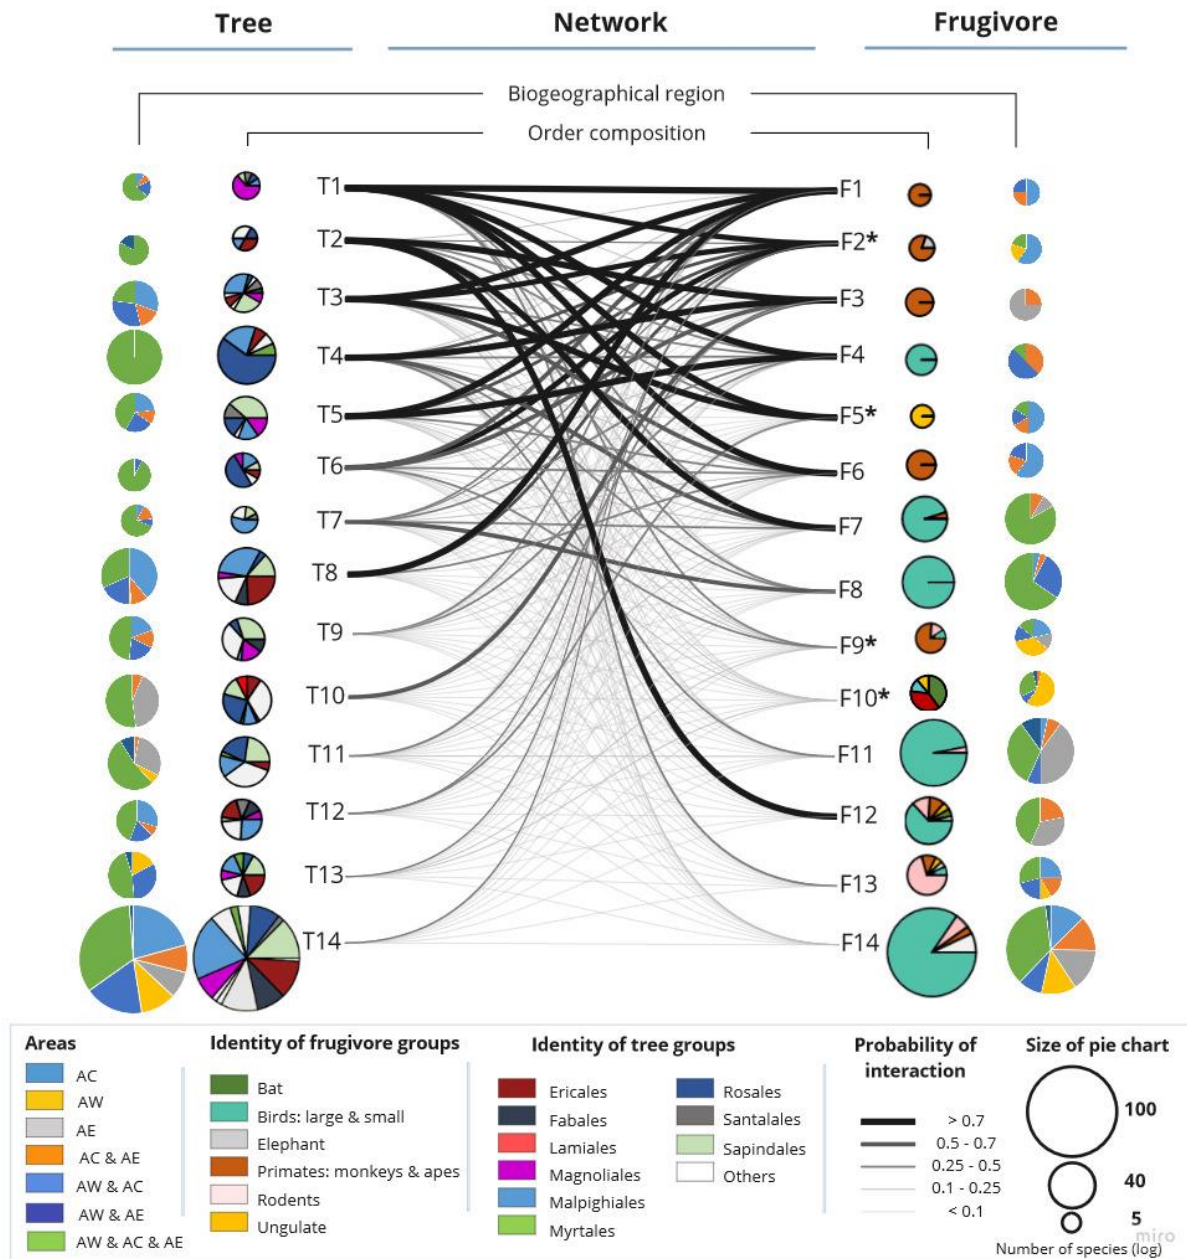 Tree Network Frugivore
Biogeographical region
Order composition
T1 F1
T2 F2*
T3 F3
T4 F4
T5 F5*
T6 F6
T7 F7
T8 F8
T9 F9*
T10 F10*
T11 F11
T12 F12
T13 F13
T14 F14
Areas
AC
AW
AE
AC & AE
AW & AC
AW & AE
AW & AC & AE
Identity of frugivore groups
Bat
Birds: large & small
Elephant
Primates: monkeys & apes
Rodents
Ungulate
Identity of tree groups
Ericales
Fabales
Lamiales
Magnoliales
Malpighiales
Myrtales
Rosales
Santalales
Sapindales
Others
Probability of
interaction
> 0.7
0.5 - 0.7
0.25 - 0.5
0.1 - 0.25
< 0.1
Size of pie chart
100
40
5
Number of species (log)
miro